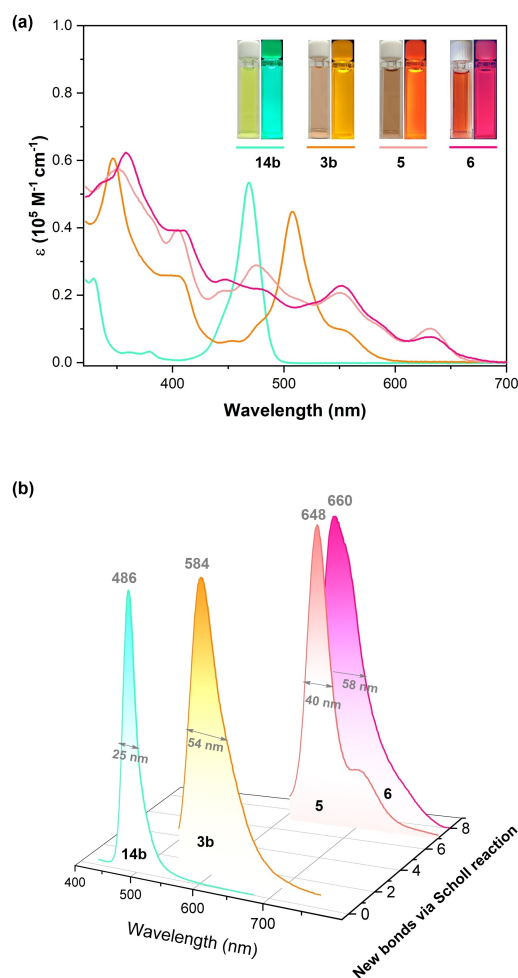 (a)
1.0
0.8
0.6
0.4
0.2
0.0
ε (10⁵ M⁻¹ cm⁻¹)
14b 3b 5 6
400 500 600 700
Wavelength (nm)
(b)
648 660
584
486
58 nm
40 nm
54 nm
25 nm
5 6
3b
14b
8
6
4
2
0
400 500 600 700
Wavelength (nm)
New bonds via Scholl reaction